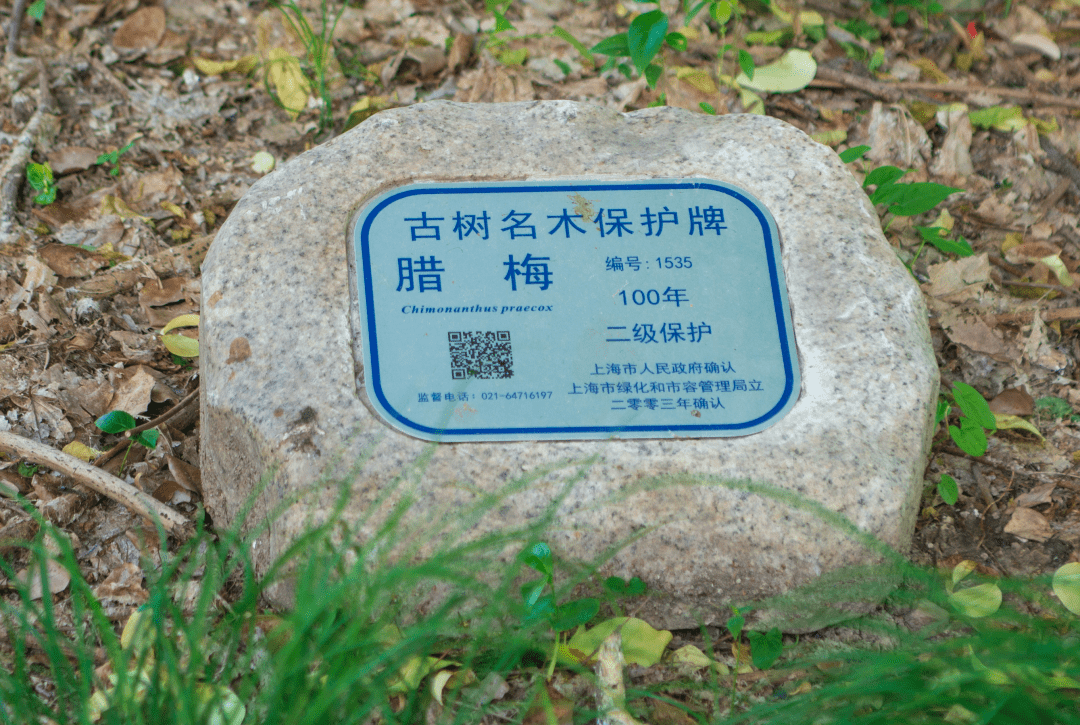 古树名木保护牌
腊 梅
Chimonanthus praecox
编号:1535
100年
二级保护
监督电话:021-64716197
上海市人民政府确认
上海市绿化和市容管理局立
二零零三年确认